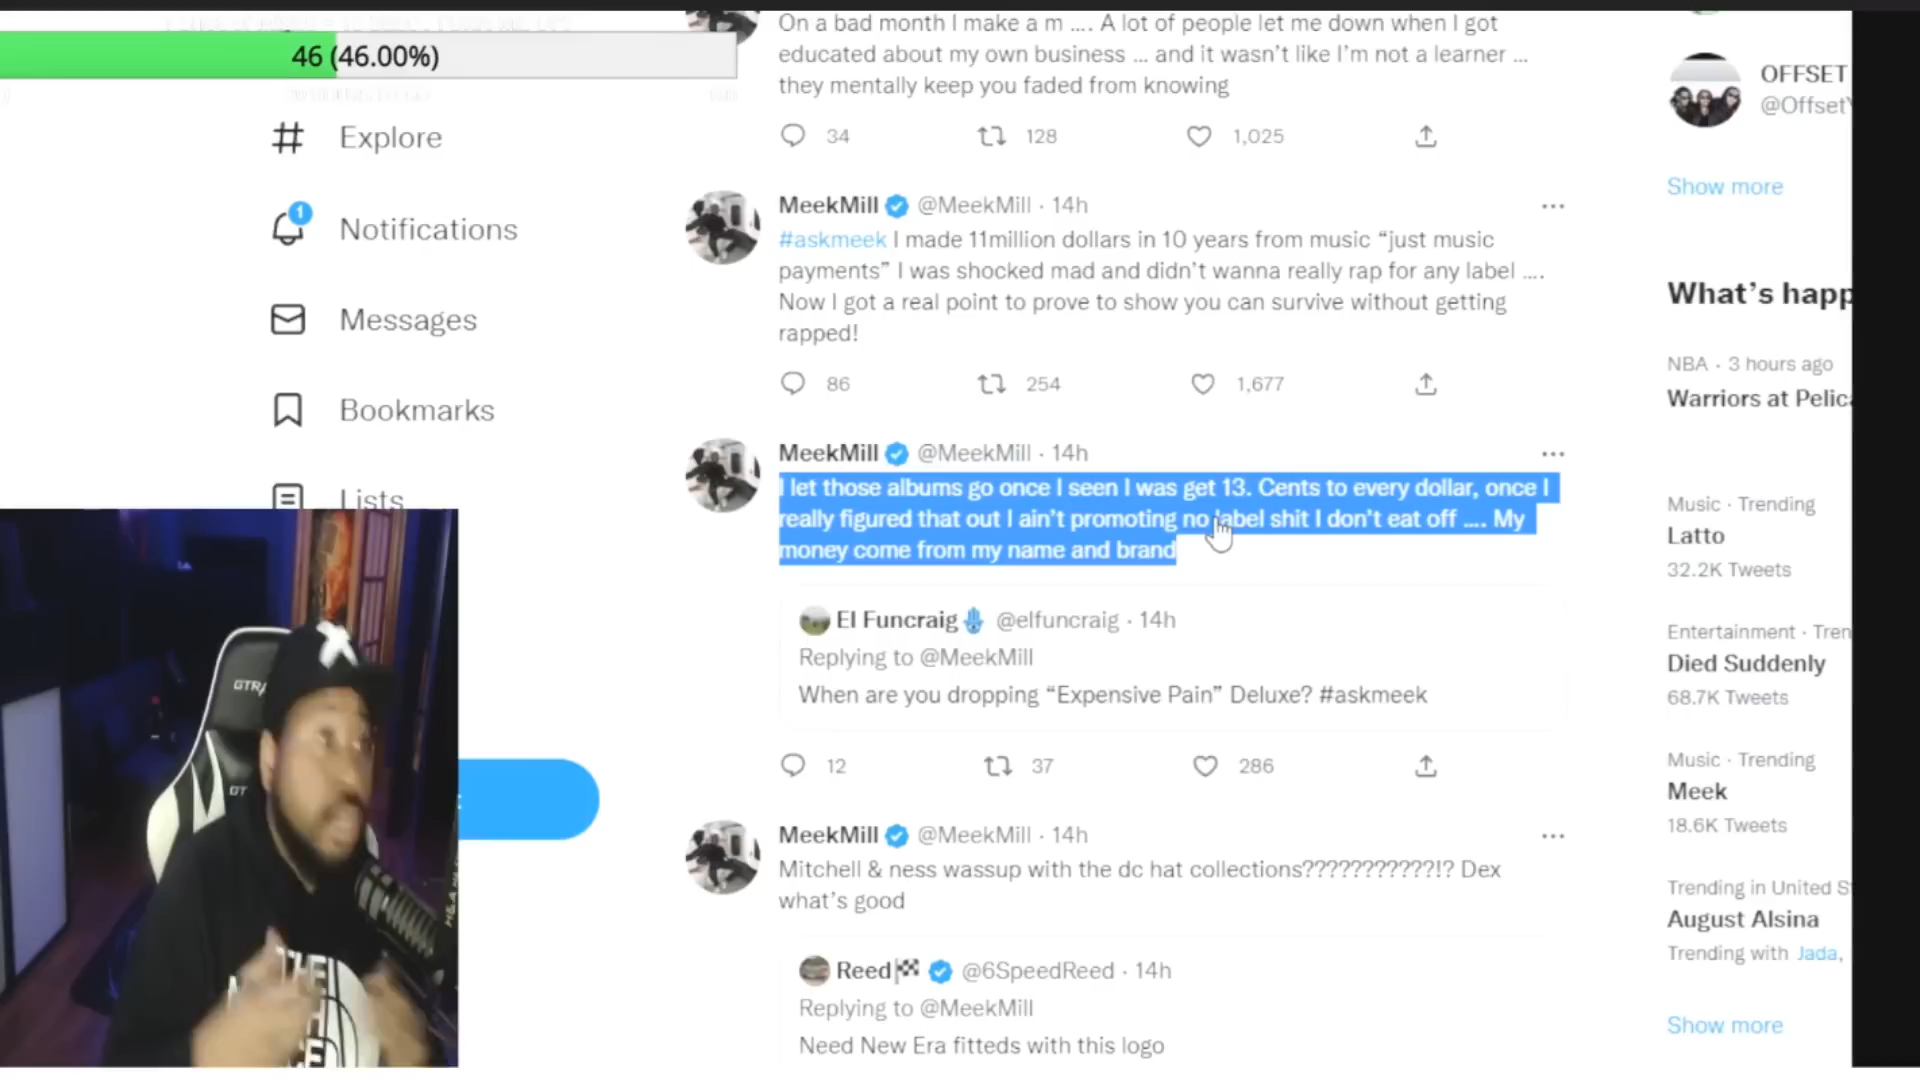 On a bad month I make a m .... A lot of people let me down when I got
educated about my own business ... and it wasn't like I'm not a learner ...
they mentally keep you faded from knowing
34 128 1,025
46 (46.00%)
Explore
Notifications
1
Messages
Bookmarks
Lists
MeekMill @MeekMill · 14h
#askmeek I made 11million dollars in 10 years from music “just music
payments” I was shocked mad and didn't wanna really rap for any label ....
Now I got a real point to prove to show you can survive without getting
rapped!
86 254 1,677
MeekMill @MeekMill · 14h
I let those albums go once I seen I was get 13. Cents to every dollar, once I
really figured that out I ain't promoting no label shit I don't eat off .... My
money come from my name and brand
El Funcraig @elfuncraig · 14h
Replying to @MeekMill
When are you dropping “Expensive Pain” Deluxe? #askmeek
12 37 286
MeekMill @MeekMill · 14h
Mitchell & ness wassup with the dc hat collections???????????!? Dex
what's good
Reed @6SpeedReed · 14h
Replying to @MeekMill
Need New Era fitteds with this logo
OFFSET
@OffsetY
Show more
What's happ
NBA · 3 hours ago
Warriors at Pelic
Music · Trending
Latto
32.2K Tweets
Entertainment · Tren
Died Suddenly
68.7K Tweets
Music · Trending
Meek
18.6K Tweets
Trending in United S
August Alsina
Trending with Jada,
Show more
GTRA
GT